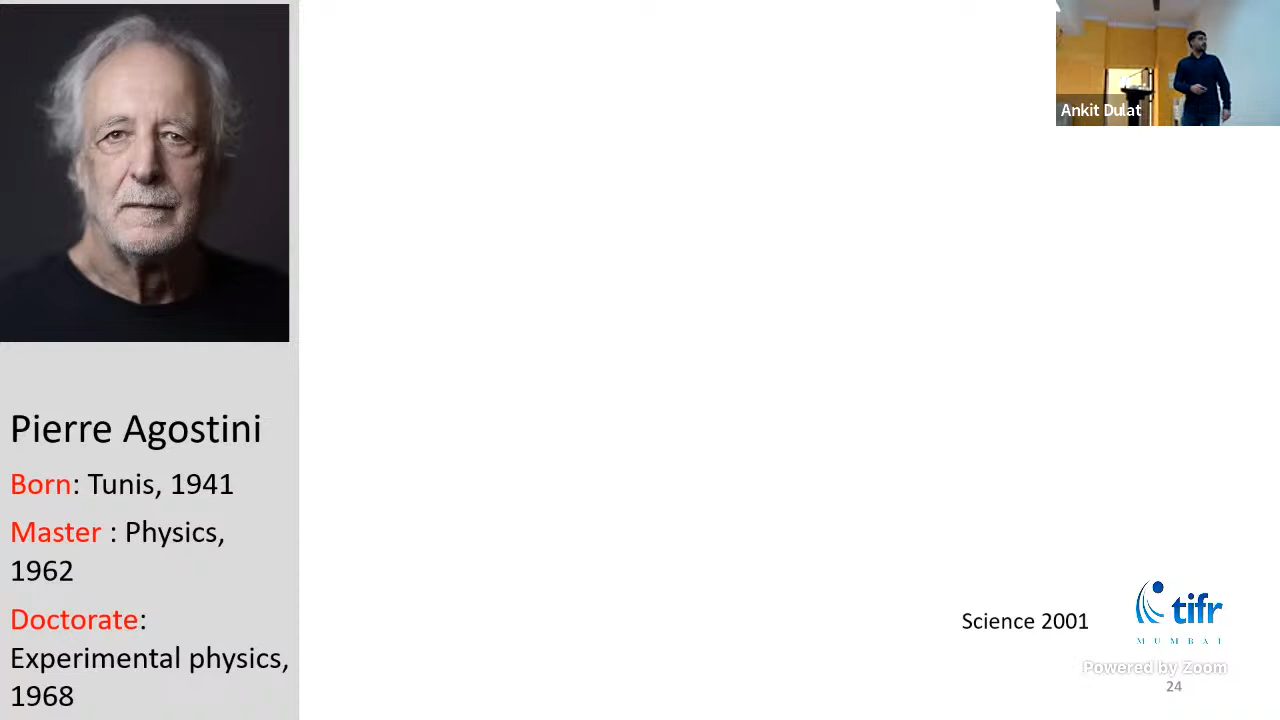 Ankit Dulat
Pierre Agostini
Born: Tunis, 1941
Master : Physics,
1962
Doctorate:
Experimental physics,
1968
Science 2001
tifr
MUMBAI
Powered by Zoom
24